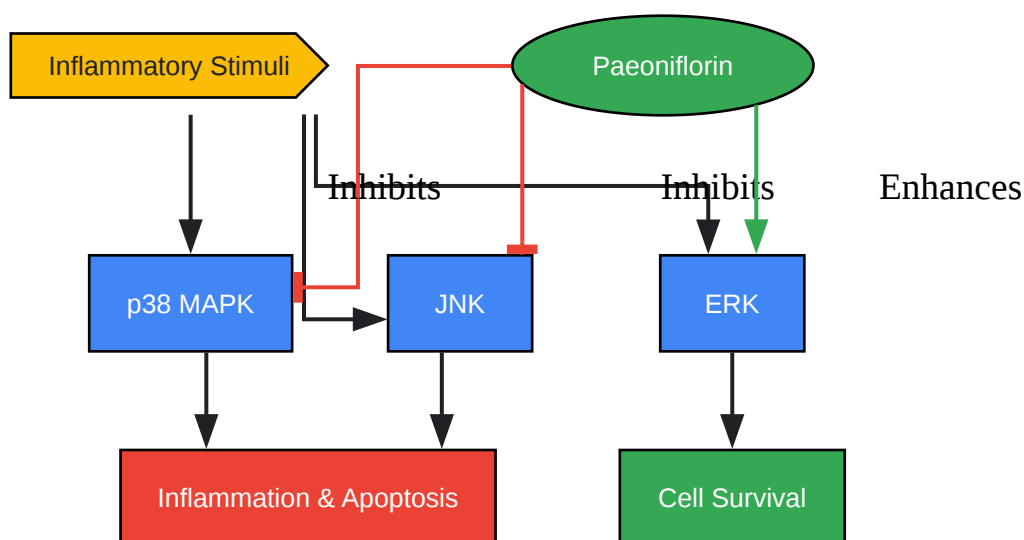 Inflammatory Stimuli
Paeoniflorin
Inhibits
Inhibits
Enhances
p38 MAPK
JNK
ERK
Inflammation & Apoptosis
Cell Survival